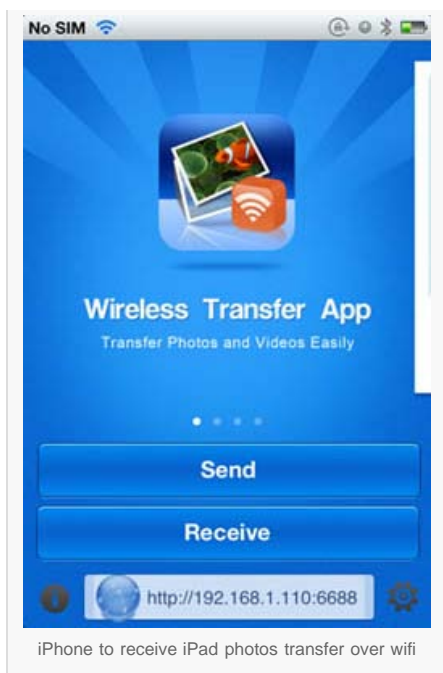 No SIM
Wireless Transfer App
Transfer Photos and Videos Easily
Send
Receive
http://192.168.1.110:6688
iPhone to receive iPad photos transfer over wifi